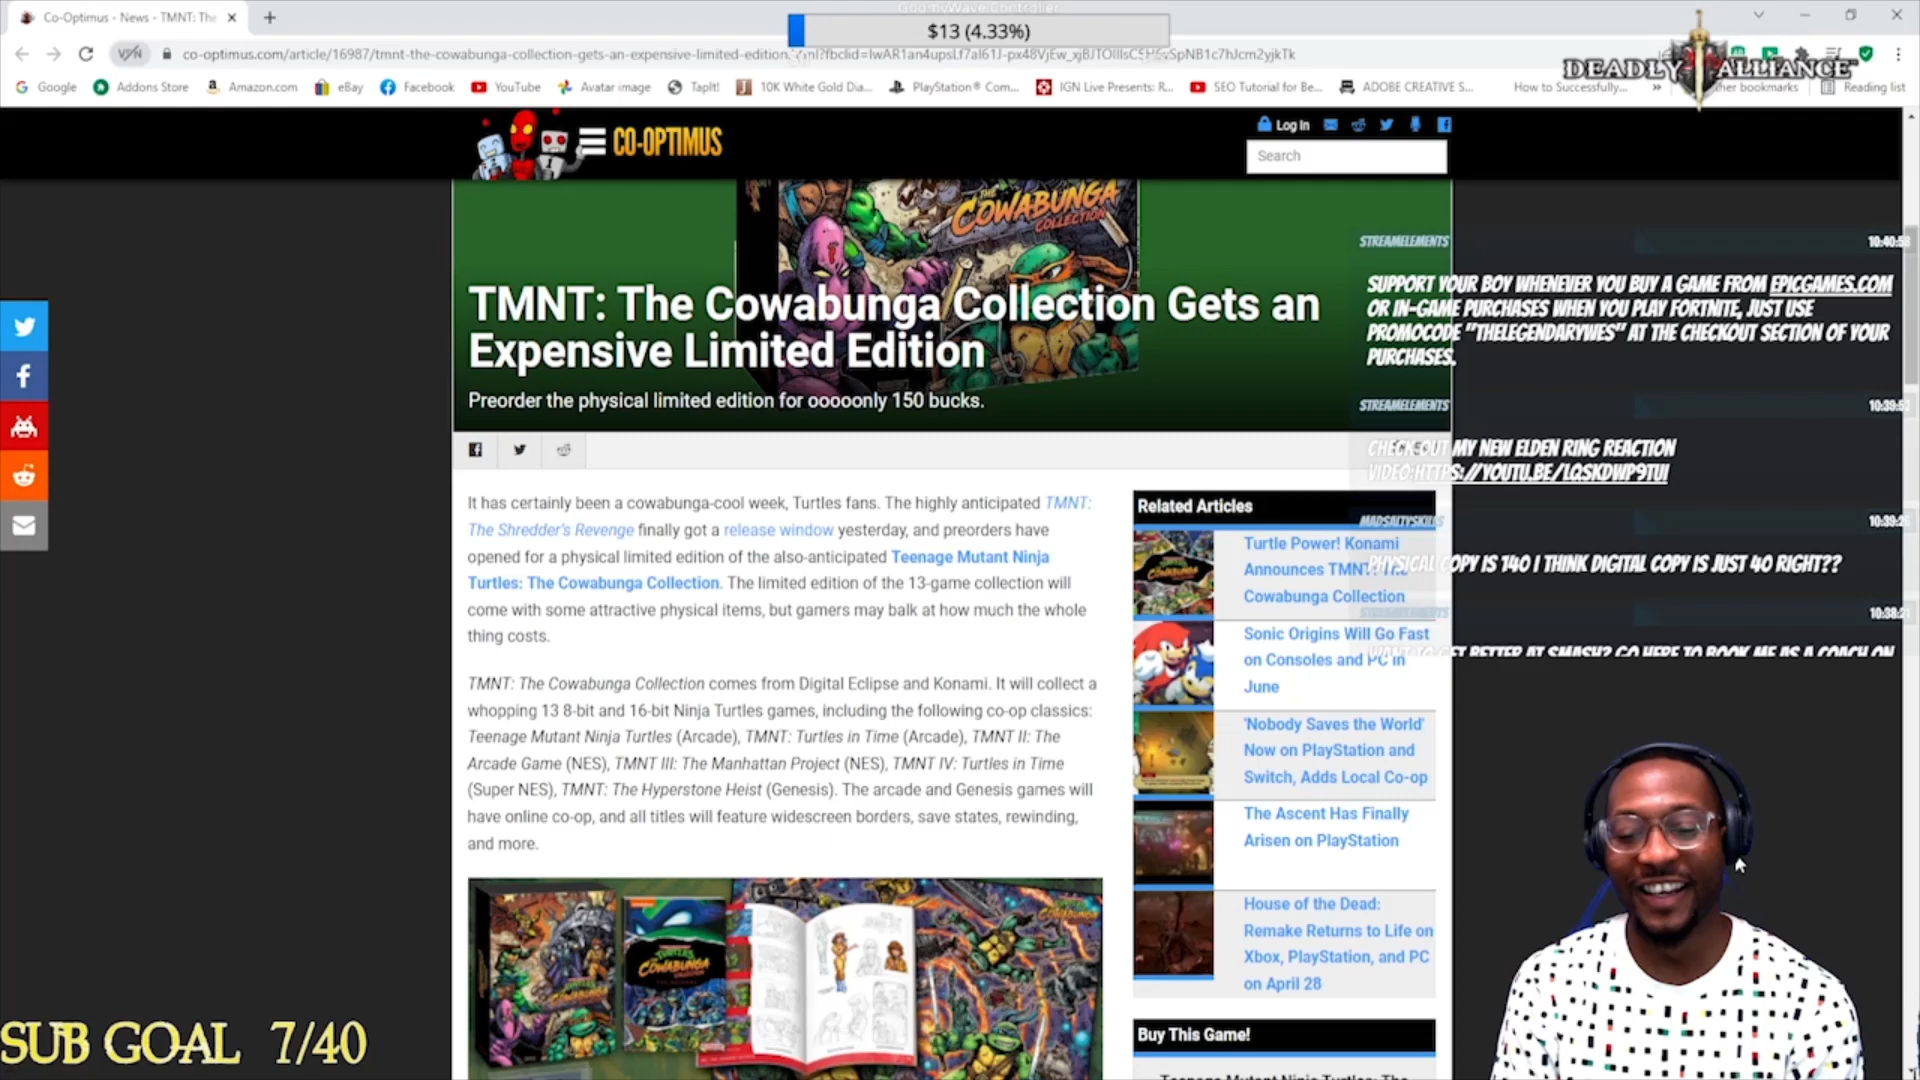 Co-Optimus - News - TMNT: The
GoomyWave Controller
$13 (4.33%)
VPN
co-optimus.com/article/16987/tmnt-the-cowabunga-collection-gets-an-expensive-limited-edition
DEADLY ALLIANCE
Google
Addons Store
Amazon.com
eBay
Facebook
YouTube
Avatar image
TapIt!
10K White Gold Dia...
PlayStation® Com...
IGN Live Presents: R...
SEO Tutorial for Be...
ADOBE CREATIVE S...
How to Successfully...
»
her bookmarks
Reading list
CO-OPTIMUS
Log In
Search
THE
COWABUNGA
COLLECTION
TMNT: The Cowabunga Collection Gets an
Expensive Limited Edition
Preorder the physical limited edition for ooooonly 150 bucks.
It has certainly been a cowabunga-cool week, Turtles fans. The highly anticipated TMNT:
The Shredder's Revenge finally got a release window yesterday, and preorders have
opened for a physical limited edition of the also-anticipated Teenage Mutant Ninja
Turtles: The Cowabunga Collection. The limited edition of the 13-game collection will
come with some attractive physical items, but gamers may balk at how much the whole
thing costs.
TMNT: The Cowabunga Collection comes from Digital Eclipse and Konami. It will collect a
whopping 13 8-bit and 16-bit Ninja Turtles games, including the following co-op classics:
Teenage Mutant Ninja Turtles (Arcade), TMNT: Turtles in Time (Arcade), TMNT II: The
Arcade Game (NES), TMNT III: The Manhattan Project (NES), TMNT IV: Turtles in Time
(Super NES), TMNT: The Hyperstone Heist (Genesis). The arcade and Genesis games will
have online co-op, and all titles will feature widescreen borders, save states, rewinding,
and more.
Related Articles
Turtle Power! Konami
Announces TMNT: The
Cowabunga Collection
Sonic Origins Will Go Fast
on Consoles and PC in
June
'Nobody Saves the World'
Now on PlayStation and
Switch, Adds Local Co-op
The Ascent Has Finally
Arisen on PlayStation
House of the Dead:
Remake Returns to Life on
Xbox, PlayStation, and PC
on April 28
Buy This Game!
Teenage Mutant Ninja Turtles: The
STREAMELEMENTS
10:40:58
SUPPORT YOUR BOY WHENEVER YOU BUY A GAME FROM EPICGAMES.COM
OR IN-GAME PURCHASES WHEN YOU PLAY FORTNITE, JUST USE
PROMOCODE "THELEGENDARYWES" AT THE CHECKOUT SECTION OF YOUR
PURCHASES.
STREAMELEMENTS
10:39:52
CHECK OUT MY NEW ELDEN RING REACTION
VIDEO:HTTPS://YOUTU.BE/LQSKDWP9TUI
MADSALTYSKILLS
10:39:26
PHYSICAL COPY IS 140 I THINK DIGITAL COPY IS JUST 40 RIGHT??
STREAMELEMENTS
10:38:21
WANT TO GET BETTER AT SMASH? GO HERE TO BOOK ME AS A COACH ON
COWABUNGA
SUB GOAL 7/40